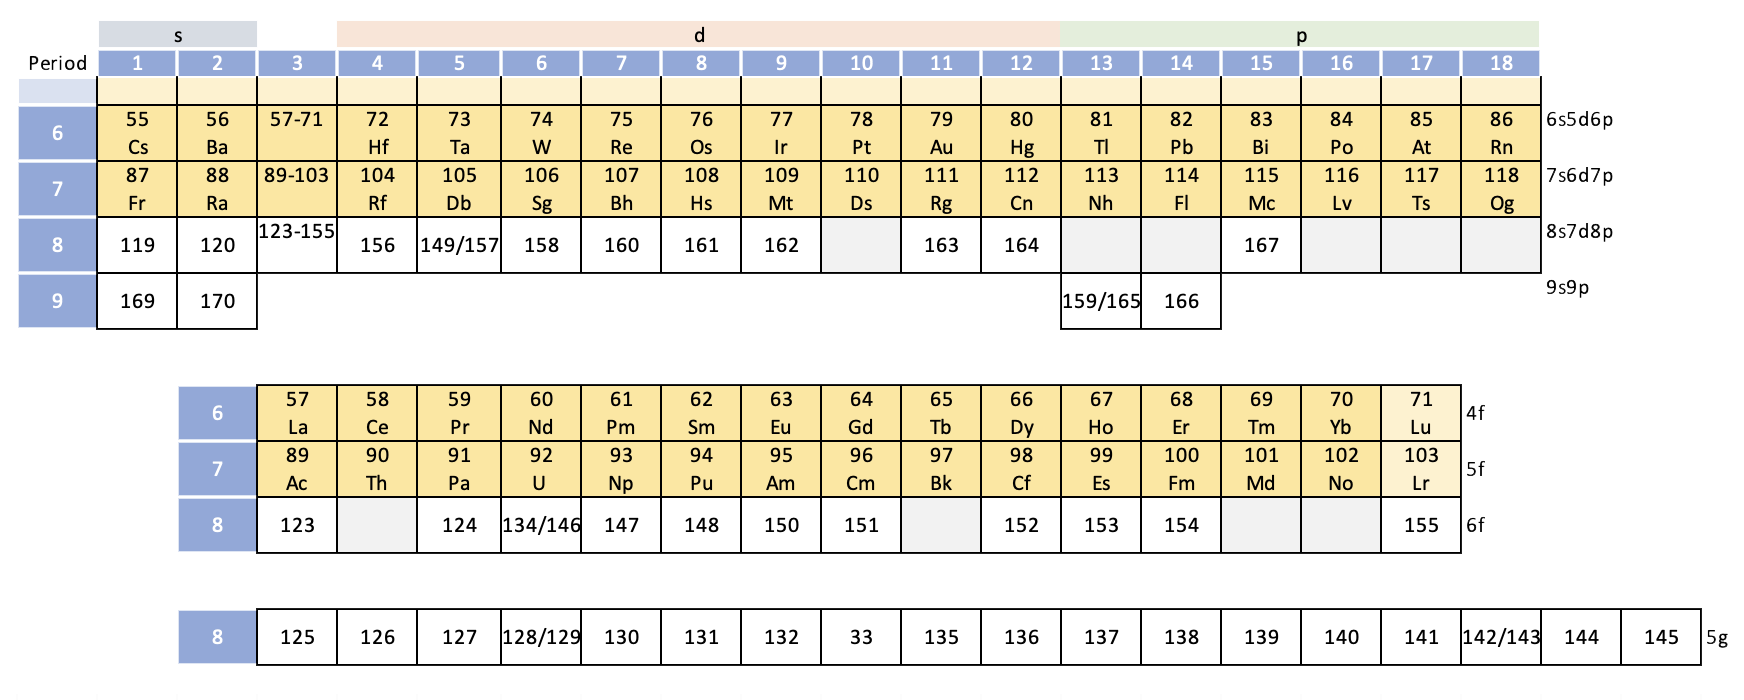 s d p
Period 1 2 3 4 5 6 7 8 9 10 11 12 13 14 15 16 17 18
6 55 56 57-71 72 73 74 75 76 77 78 79 80 81 82 83 84 85 86 6s5d6p
Cs Ba Hf Ta W Re Os Ir Pt Au Hg Tl Pb Bi Po At Rn
7 87 88 89-103 104 105 106 107 108 109 110 111 112 113 114 115 116 117 118 7s6d7p
Fr Ra Rf Db Sg Bh Hs Mt Ds Rg Cn Nh Fl Mc Lv Ts Og
8 119 120 123-155 156 149/157 158 160 161 162 163 164 167 8s7d8p
9 169 170 159/165 166 9s9p
6 57 58 59 60 61 62 63 64 65 66 67 68 69 70 71 4f
La Ce Pr Nd Pm Sm Eu Gd Tb Dy Ho Er Tm Yb Lu
7 89 90 91 92 93 94 95 96 97 98 99 100 101 102 103 5f
Ac Th Pa U Np Pu Am Cm Bk Cf Es Fm Md No Lr
8 123 124 134/146 147 148 150 151 152 153 154 155 6f
8 125 126 127 128/129 130 131 132 33 135 136 137 138 139 140 141 142/143 144 145 5g